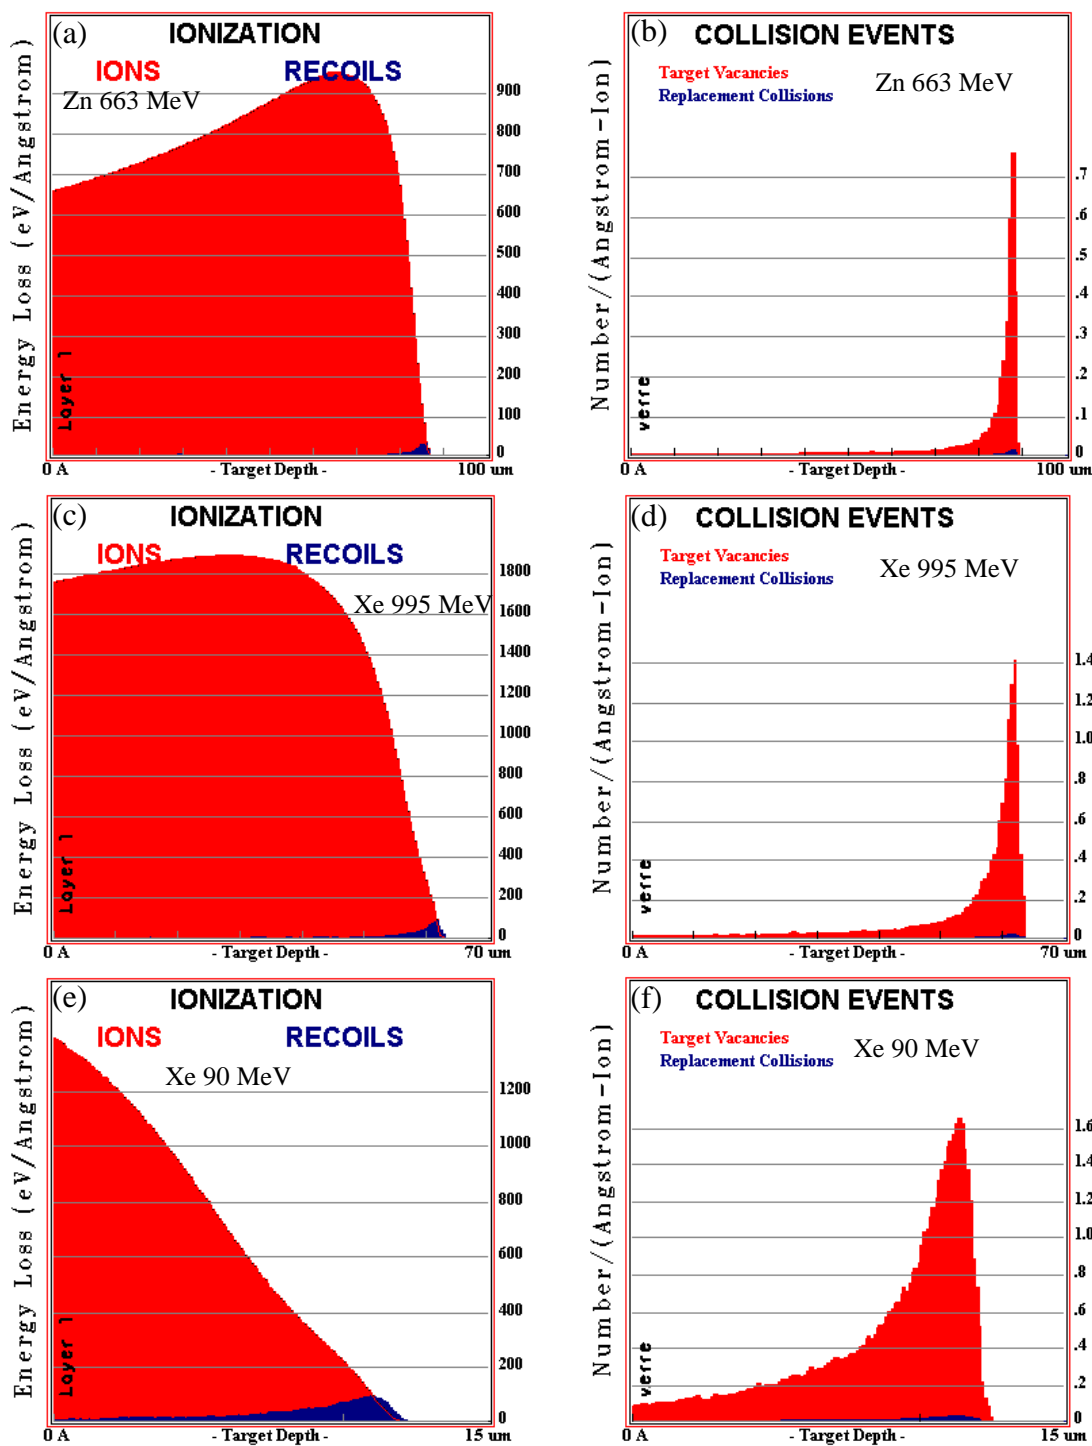 (a) IONIZATION
IONS RECOILS
Zn 663 MeV
Energy Loss (eV/Angstrom)
900
800
700
600
500
400
300
200
100
0
Layer 1
0 A - Target Depth - 100 um
(b) COLLISION EVENTS
Target Vacancies
Replacement Collisions
Zn 663 MeV
Number/(Angstrom-Ion)
.7
.6
.5
.4
.3
.2
.1
0
verre
0 A - Target Depth - 100 um
(c) IONIZATION
IONS RECOILS
Xe 995 MeV
Energy Loss (eV/Angstrom)
1800
1600
1400
1200
1000
800
600
400
200
0
Layer 1
0 A - Target Depth - 70 um
(d) COLLISION EVENTS
Target Vacancies
Replacement Collisions
Xe 995 MeV
Number/(Angstrom-Ion)
1.4
1.2
1.0
.8
.6
.4
.2
0
verre
0 A - Target Depth - 70 um
(e) IONIZATION
IONS RECOILS
Xe 90 MeV
Energy Loss (eV/Angstrom)
1200
1000
800
600
400
200
0
Layer 1
0 A - Target Depth - 15 um
(f) COLLISION EVENTS
Target Vacancies
Replacement Collisions
Xe 90 MeV
Number/(Angstrom-Ion)
1.6
1.4
1.2
1.0
.8
.6
.4
.2
0
verre
0 A - Target Depth - 15 um